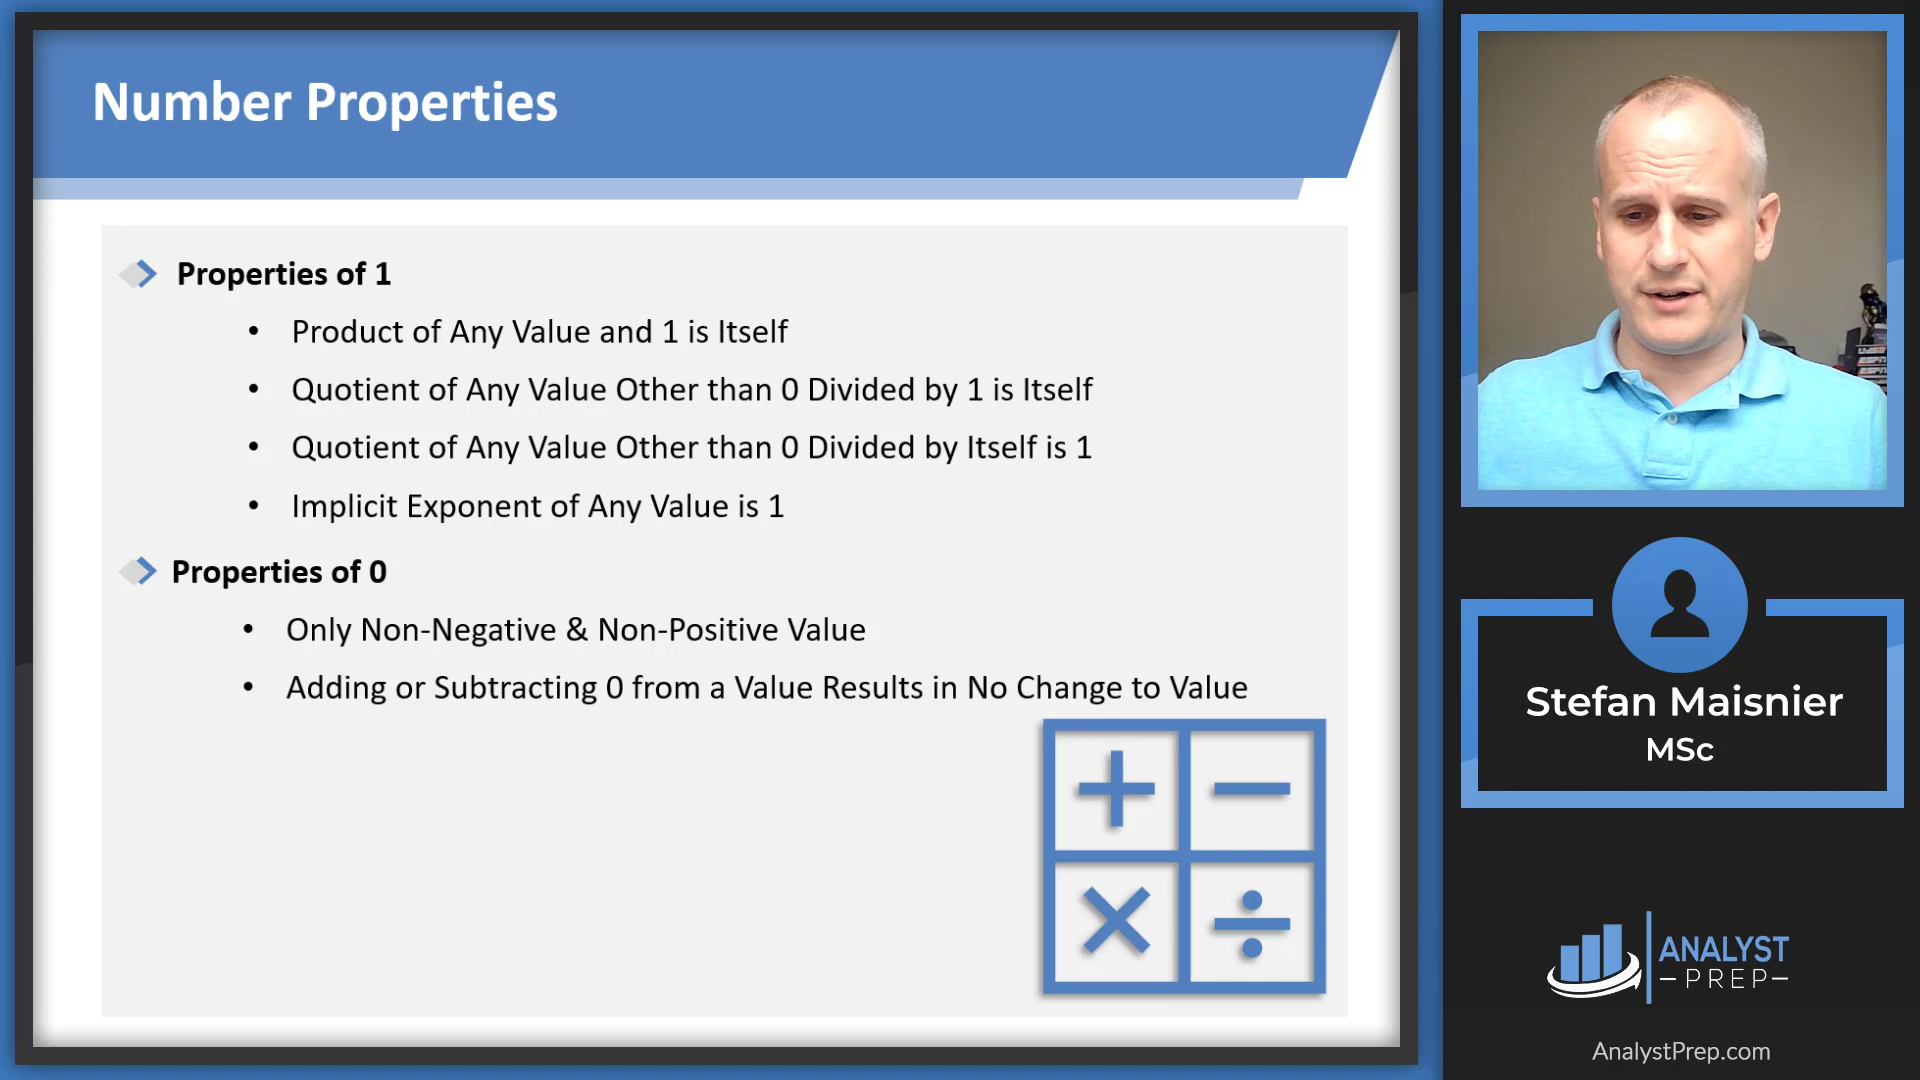 Number Properties
Properties of 1
• Product of Any Value and 1 is Itself
• Quotient of Any Value Other than 0 Divided by 1 is Itself
• Quotient of Any Value Other than 0 Divided by Itself is 1
• Implicit Exponent of Any Value is 1
Properties of 0
• Only Non-Negative & Non-Positive Value
• Adding or Subtracting 0 from a Value Results in No Change to Value
+ −
× ÷
Stefan Maisnier
MSc
ANALYST
–PREP–
AnalystPrep.com